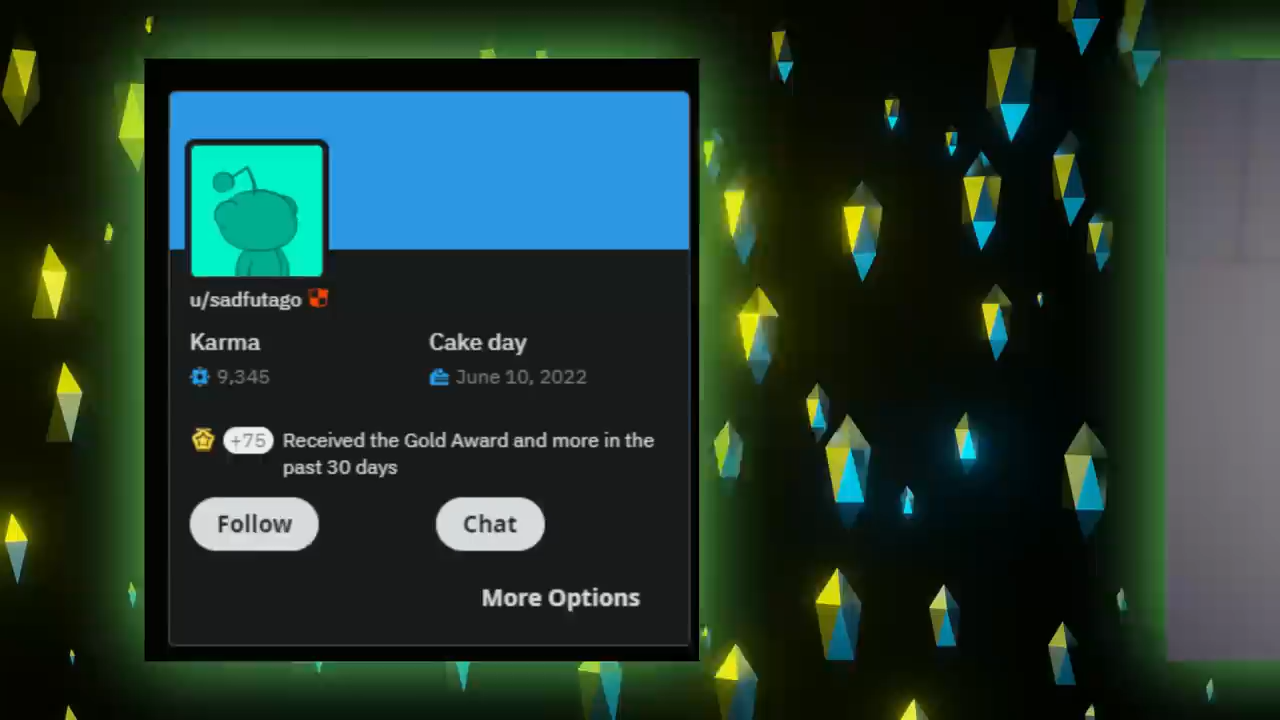 u/sadfutago
Karma
Cake day
9,345
June 10, 2022
+75
Received the Gold Award and more in the
past 30 days
Follow
Chat
More Options